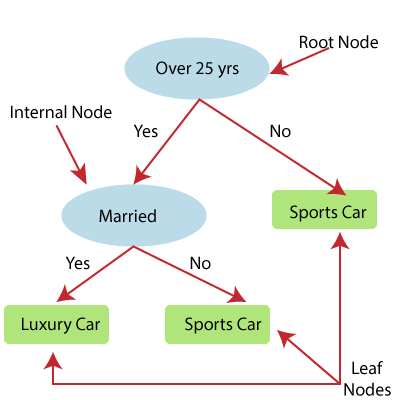 Root Node
Over 25 yrs
Internal Node
Yes
No
Married
Sports Car
Yes
No
Luxury Car
Sports Car
Leaf
Nodes